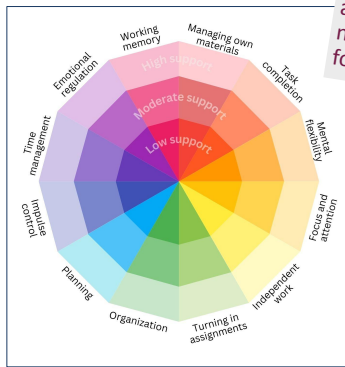 Working
memory
Managing own
materials
Task
completion
Mental
flexibility
Focus and
attention
Independent
work
Turning in
assignments
Organization
Planning
Impulse
control
Time
management
Emotional
regulation
High support
Moderate support
Low support